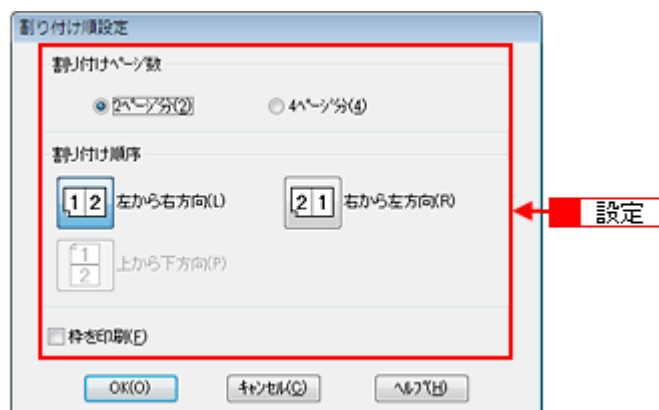 割り付け順設定
割り付けページ数
2ページ分(2) 4ページ分(4)
割り付け順序
1 2 左から右方向(L) 2 1 右から左方向(R)
設定
1 2 上から下方向(P)
枠を印刷(F)
OK(O) キャンセル(C) ヘルプ(H)